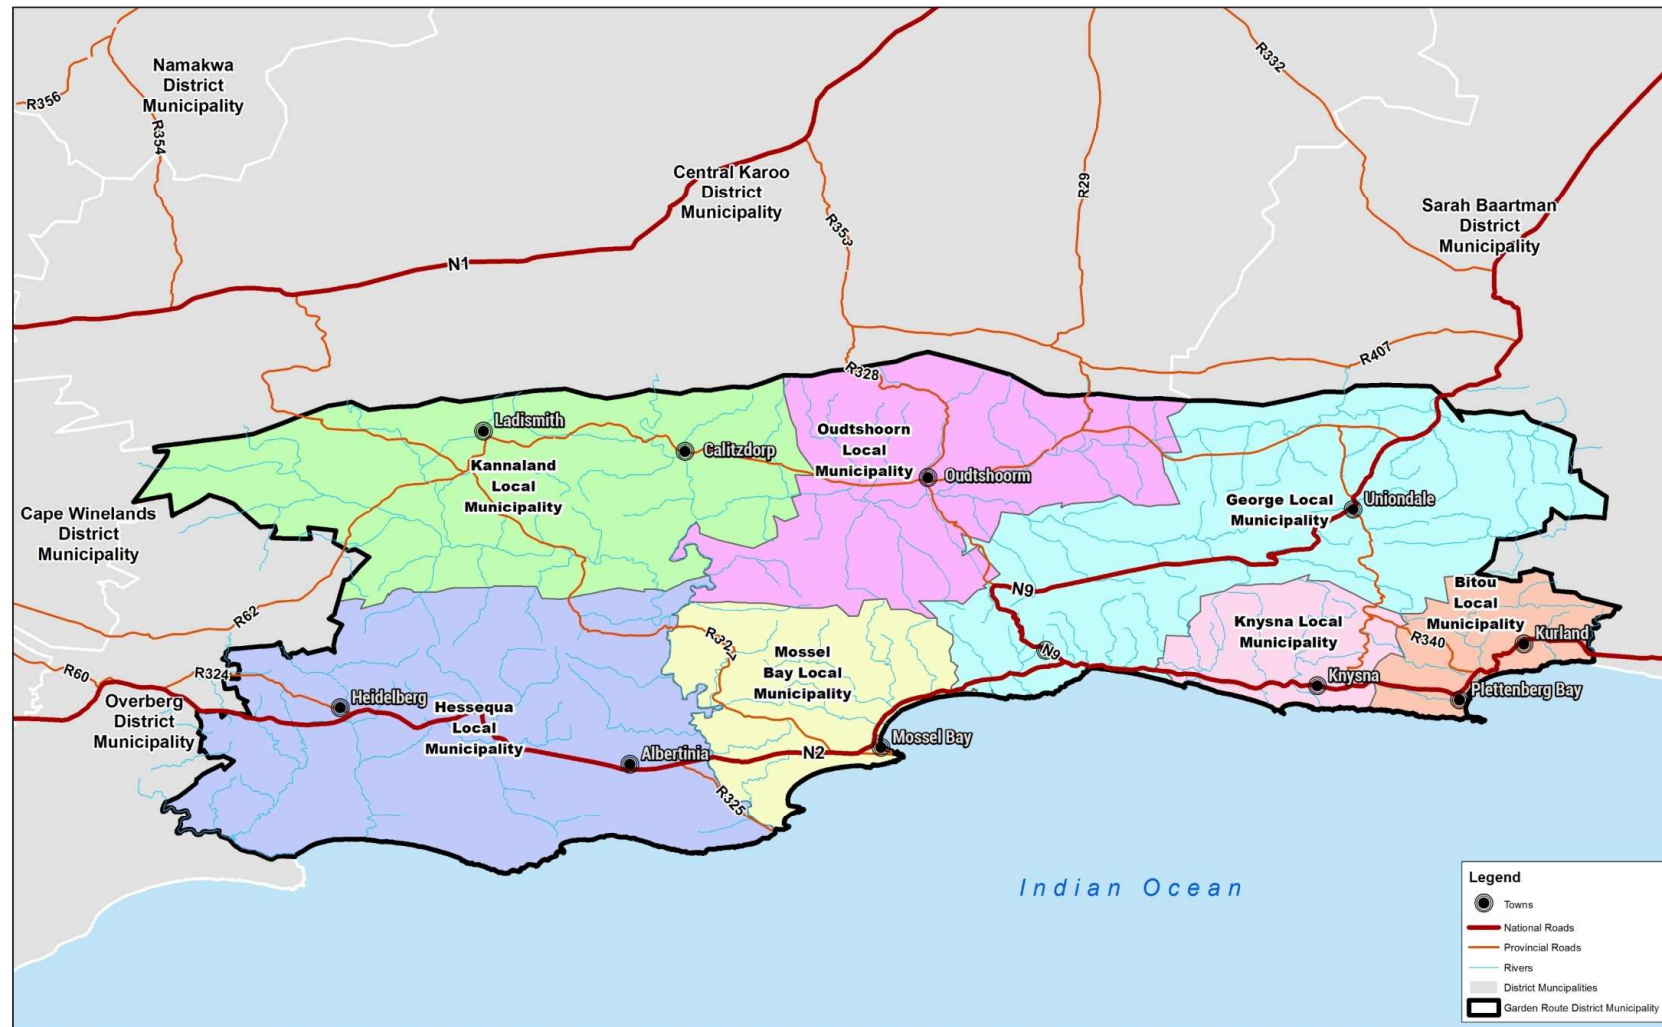 Namakwa
District
Municipality
R356
R354
R332
Central Karoo
District
Municipality
R29
R353
Sarah Baartman
District
Municipality
N1
R407
R328
Ladismith
Oudtshoorn
Local
Municipality
Calitzdorp
Kannaland
Local
Municipality
Oudtshoorm
George Local
Municipality
Uniondale
Cape Winelands
District
Municipality
N9
Bitou
Local
Municipality
R62
Knysna Local
Municipality
Kurland
R340
R327
N9
Mossel
Bay Local
Municipality
R60
R324
Knysna
Plettenberg Bay
Overberg
District
Municipality
Heidelberg
Hessequa
Local
Municipality
Mossel Bay
Albertinia
N2
R325
Indian Ocean
Legend
Towns
National Roads
Provincial Roads
Rivers
District Muncipalities
Garden Route District Municipality